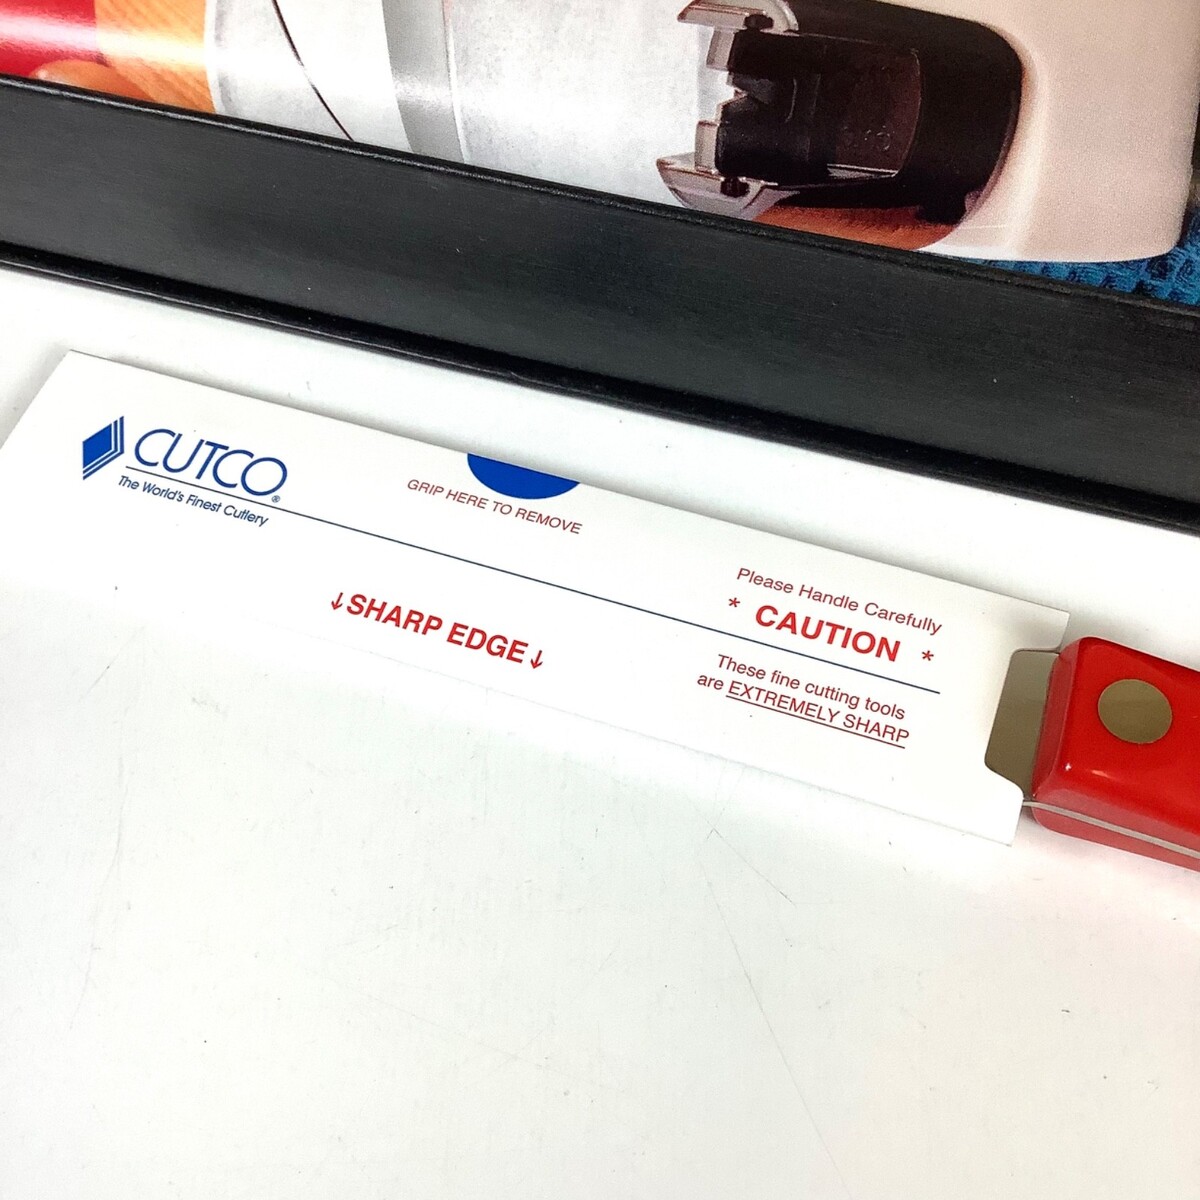 CUTCO®
The World's Finest Cutlery
GRIP HERE TO REMOVE
↓SHARP EDGE↓
Please Handle Carefully
* CAUTION *
These fine cutting tools
are EXTREMELY SHARP